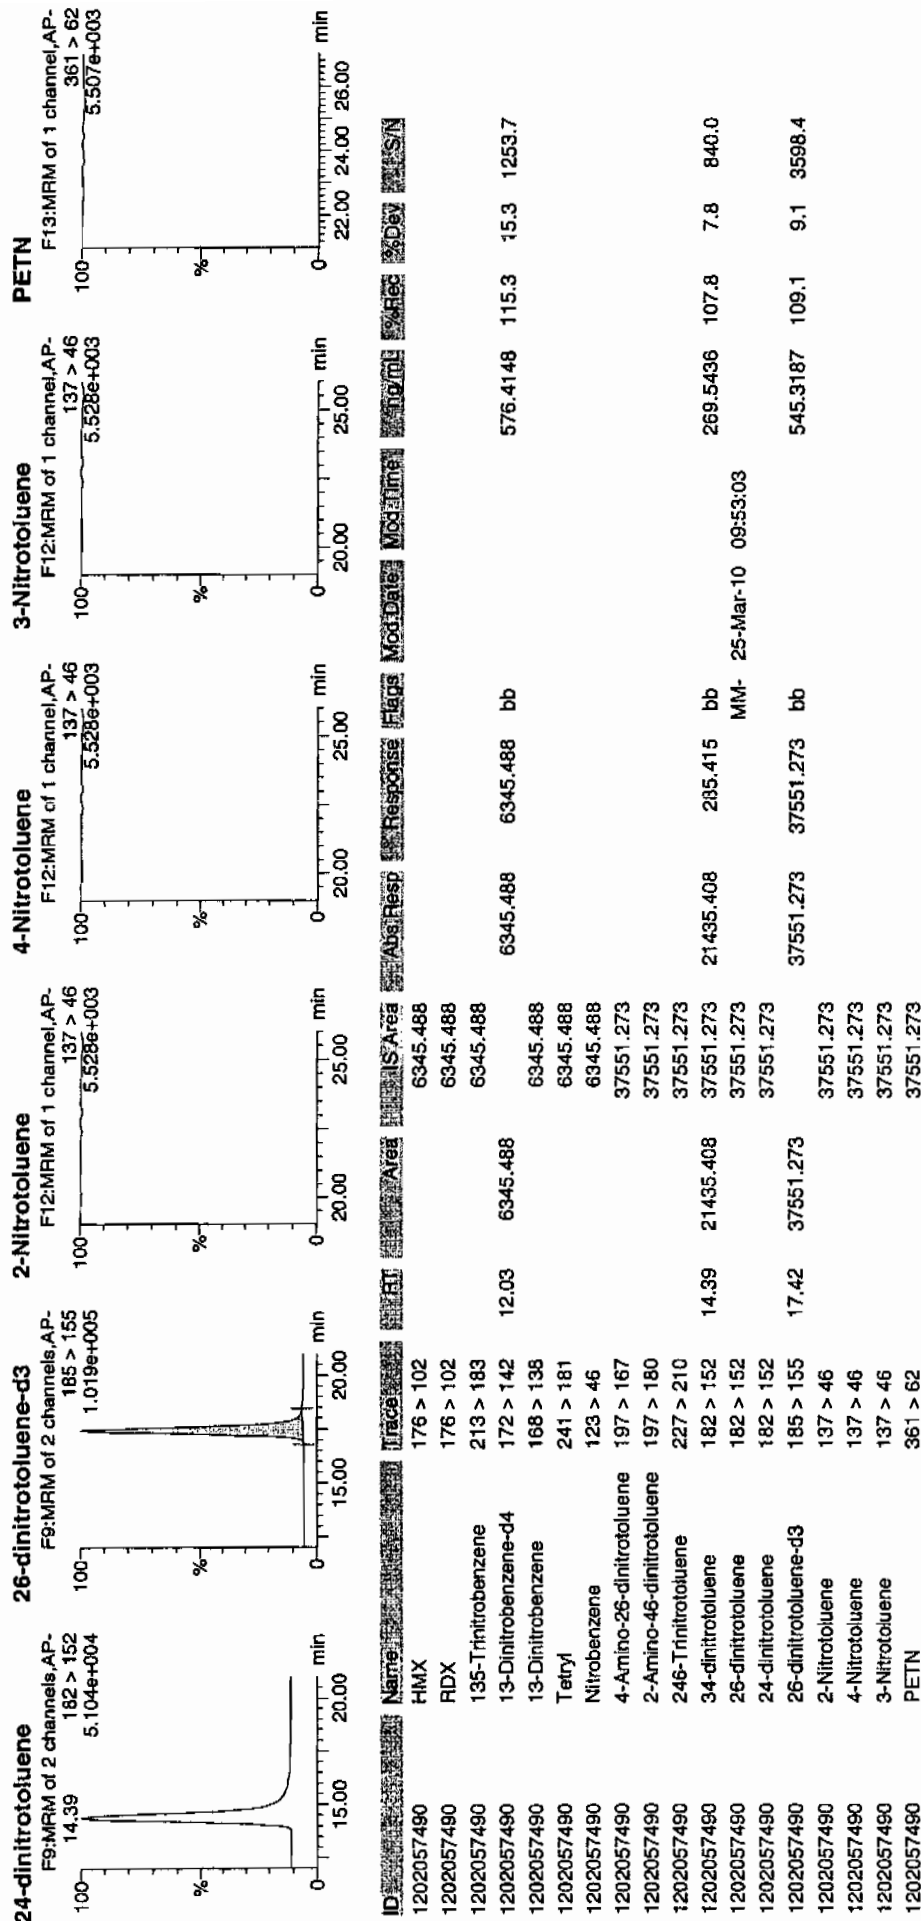 24-dinitrotoluene
F9:MRM of 2 channels,AP-
14.39 182 > 152
5.104e+004
100
%
0
15.00 20.00 min
26-dinitrotoluene-d3
F9:MRM of 2 channels,AP-
185 > 155
1.019e+005
100
%
0
15.00 20.00 min
2-Nitrotoluene
F12:MRM of 1 channel,AP-
137 > 46
5.528e+003
100
%
0
20.00 25.00 min
4-Nitrotoluene
F12:MRM of 1 channel,AP-
137 > 46
5.528e+003
100
%
0
20.00 25.00 min
3-Nitrotoluene
F12:MRM of 1 channel,AP-
137 > 46
5.528e+003
100
%
0
20.00 25.00 min
PETN
F13:MRM of 1 channel,AP-
361 > 62
5.507e+003
100
%
0
22.00 24.00 26.00 min
ID Name Trace RT Area IS Area Abs.Resp Response Flags Mod.Date Mod.Time ng/mL %Rec %Dev S/N
1202057490 HMX 176 > 102 6345.488
1202057490 RDX 176 > 102 6345.488
1202057490 135-Trinitrobenzene 213 > 183 6345.488
1202057490 13-Dinitrobenzene-d4 172 > 142 12.03 6345.488 6345.488 6345.488 bb 576.4148 115.3 15.3 1253.7
1202057490 13-Dinitrobenzene 168 > 138 6345.488
1202057490 Tetryl 241 > 181 6345.488
1202057490 Nitrobenzene 123 > 46 6345.488
1202057490 4-Amino-26-dinitrotoluene 197 > 167 37551.273
1202057490 2-Amino-46-dinitrotoluene 197 > 180 37551.273
1202057490 246-Trinitrotoluene 227 > 210 37551.273
1202057490 34-dinitrotoluene 182 > 152 14.39 21435.408 37551.273 21435.408 285.415 bb 269.5436 107.8 7.8 840.0
1202057490 26-dinitrotoluene 182 > 152 37551.273 MM- 25-Mar-10 09:53:03
1202057490 24-dinitrotoluene 182 > 152 37551.273
1202057490 26-dinitrotoluene-d3 185 > 155 17.42 37551.273 37551.273 37551.273 bb 545.3187 109.1 9.1 3598.4
1202057490 2-Nitrotoluene 137 > 46 37551.273
1202057490 4-Nitrotoluene 137 > 46 37551.273
1202057490 3-Nitrotoluene 137 > 46 37551.273
1202057490 PETN 361 > 62 37551.273